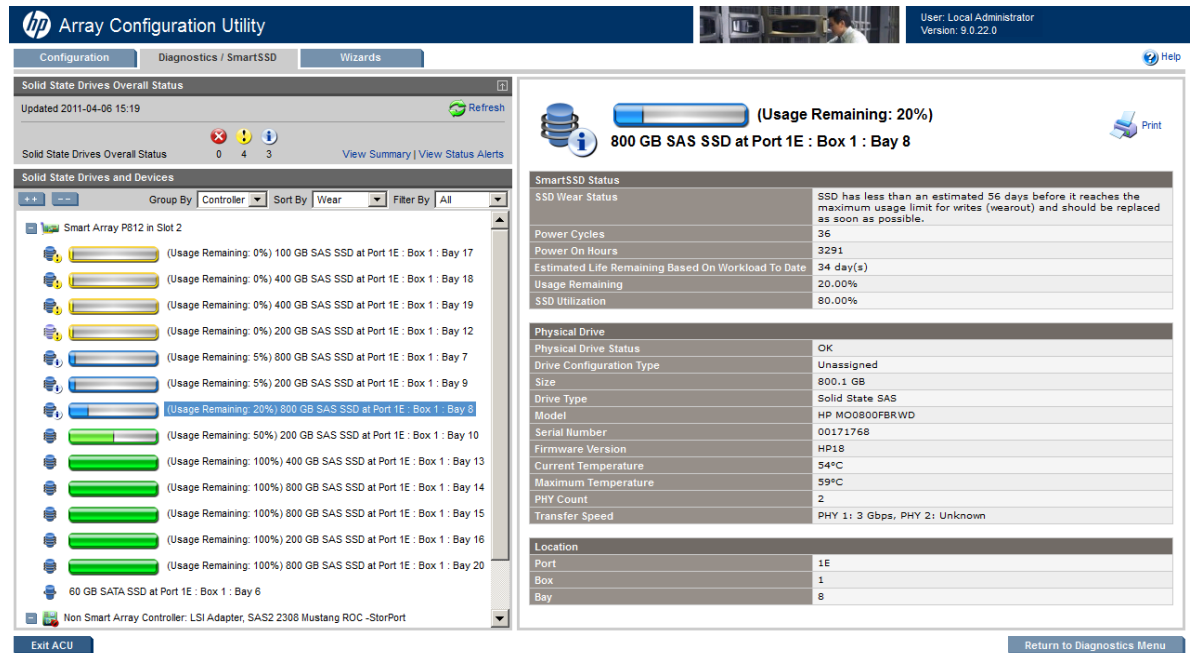 hp Array Configuration Utility
User: Local Administrator
Version: 9.0.22.0
Configuration Diagnostics / SmartSSD Wizards
? Help
Solid State Drives Overall Status
Updated 2011-04-06 15:19 Refresh
Solid State Drives Overall Status 0 4 3 View Summary | View Status Alerts
Solid State Drives and Devices
++ -- Group By Controller Sort By Wear Filter By All
Smart Array P812 in Slot 2
(Usage Remaining: 0%) 100 GB SAS SSD at Port 1E : Box 1 : Bay 17
(Usage Remaining: 0%) 400 GB SAS SSD at Port 1E : Box 1 : Bay 18
(Usage Remaining: 0%) 400 GB SAS SSD at Port 1E : Box 1 : Bay 19
(Usage Remaining: 0%) 200 GB SAS SSD at Port 1E : Box 1 : Bay 12
(Usage Remaining: 5%) 800 GB SAS SSD at Port 1E : Box 1 : Bay 7
(Usage Remaining: 5%) 200 GB SAS SSD at Port 1E : Box 1 : Bay 9
(Usage Remaining: 20%) 800 GB SAS SSD at Port 1E : Box 1 : Bay 8
(Usage Remaining: 50%) 200 GB SAS SSD at Port 1E : Box 1 : Bay 10
(Usage Remaining: 100%) 400 GB SAS SSD at Port 1E : Box 1 : Bay 13
(Usage Remaining: 100%) 800 GB SAS SSD at Port 1E : Box 1 : Bay 14
(Usage Remaining: 100%) 800 GB SAS SSD at Port 1E : Box 1 : Bay 15
(Usage Remaining: 100%) 200 GB SAS SSD at Port 1E : Box 1 : Bay 16
(Usage Remaining: 100%) 800 GB SAS SSD at Port 1E : Box 1 : Bay 20
60 GB SATA SSD at Port 1E : Box 1 : Bay 6
Non Smart Array Controller: LSI Adapter, SAS2 2308 Mustang ROC -StorPort
(Usage Remaining: 20%)
800 GB SAS SSD at Port 1E : Box 1 : Bay 8
Print
SmartSSD Status
SSD Wear Status SSD has less than an estimated 56 days before it reaches the
maximum usage limit for writes (wearout) and should be replaced
as soon as possible.
Power Cycles 36
Power On Hours 3291
Estimated Life Remaining Based On Workload To Date 34 day(s)
Usage Remaining 20.00%
SSD Utilization 80.00%
Physical Drive
Physical Drive Status OK
Drive Configuration Type Unassigned
Size 800.1 GB
Drive Type Solid State SAS
Model HP MO0800FBRWD
Serial Number 00171768
Firmware Version HP18
Current Temperature 54°C
Maximum Temperature 59°C
PHY Count 2
Transfer Speed PHY 1: 3 Gbps, PHY 2: Unknown
Location
Port 1E
Box 1
Bay 8
Exit ACU
Return to Diagnostics Menu